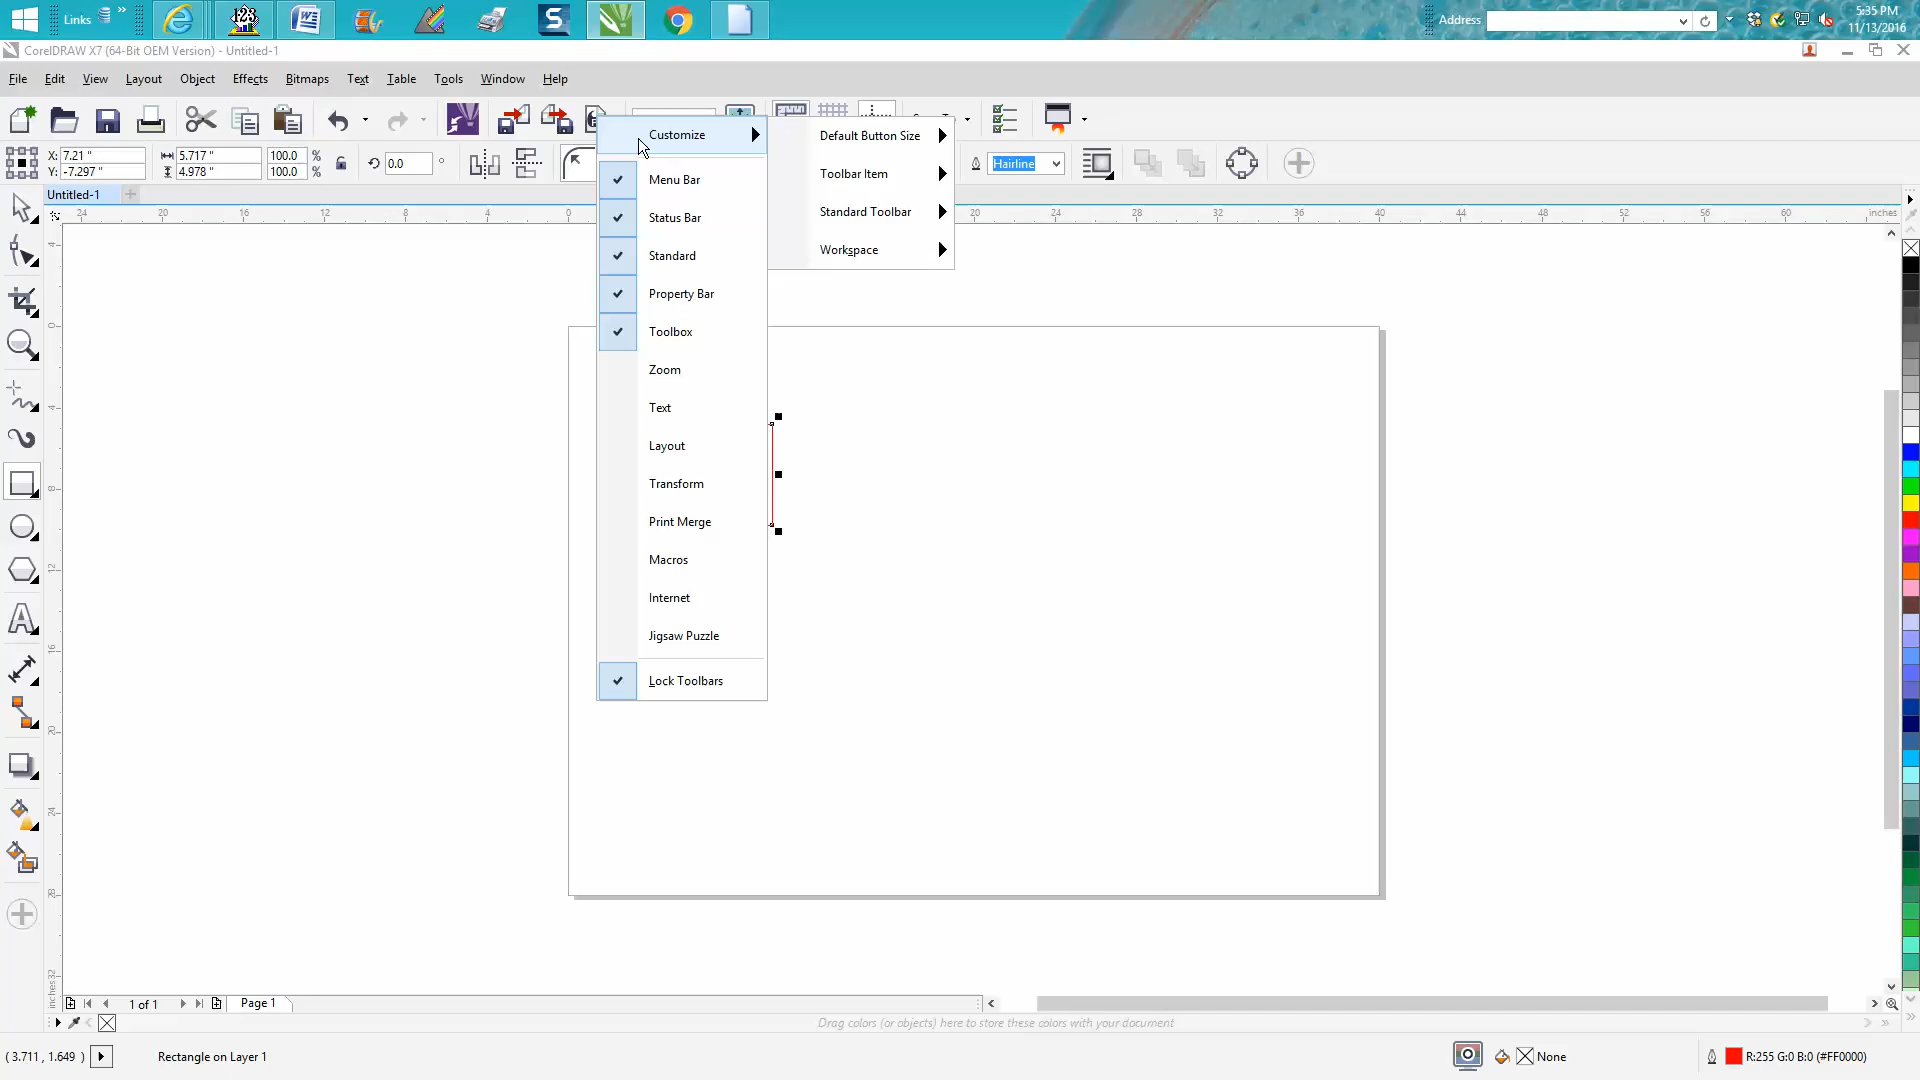 Links
»
123
S
Address
5:35 PM
11/13/2016
CorelDRAW X7 (64-Bit OEM Version) - Untitled-1
File Edit View Layout Object Effects Bitmaps Text Table Tools Window Help
X: 7.21 "
Y: -7.297 "
5.717 "
4.978 "
100.0 %
100.0 %
0.0 °
Hairline
Untitled-1
24 20 16 12 8 4 0 20 24 28 32 36 40 44 48 52 56 60 inches
4
0
4
8
12
16
20
24
28
32
inches
Customize
Menu Bar
Status Bar
Standard
Property Bar
Toolbox
Zoom
Text
Layout
Transform
Print Merge
Macros
Internet
Jigsaw Puzzle
Lock Toolbars
Default Button Size
Toolbar Item
Standard Toolbar
Workspace
1 of 1
Page 1
Drag colors (or objects) here to store these colors with your document
( 3.711 , 1.649 )
Rectangle on Layer 1
None
R:255 G:0 B:0 (#FF0000)